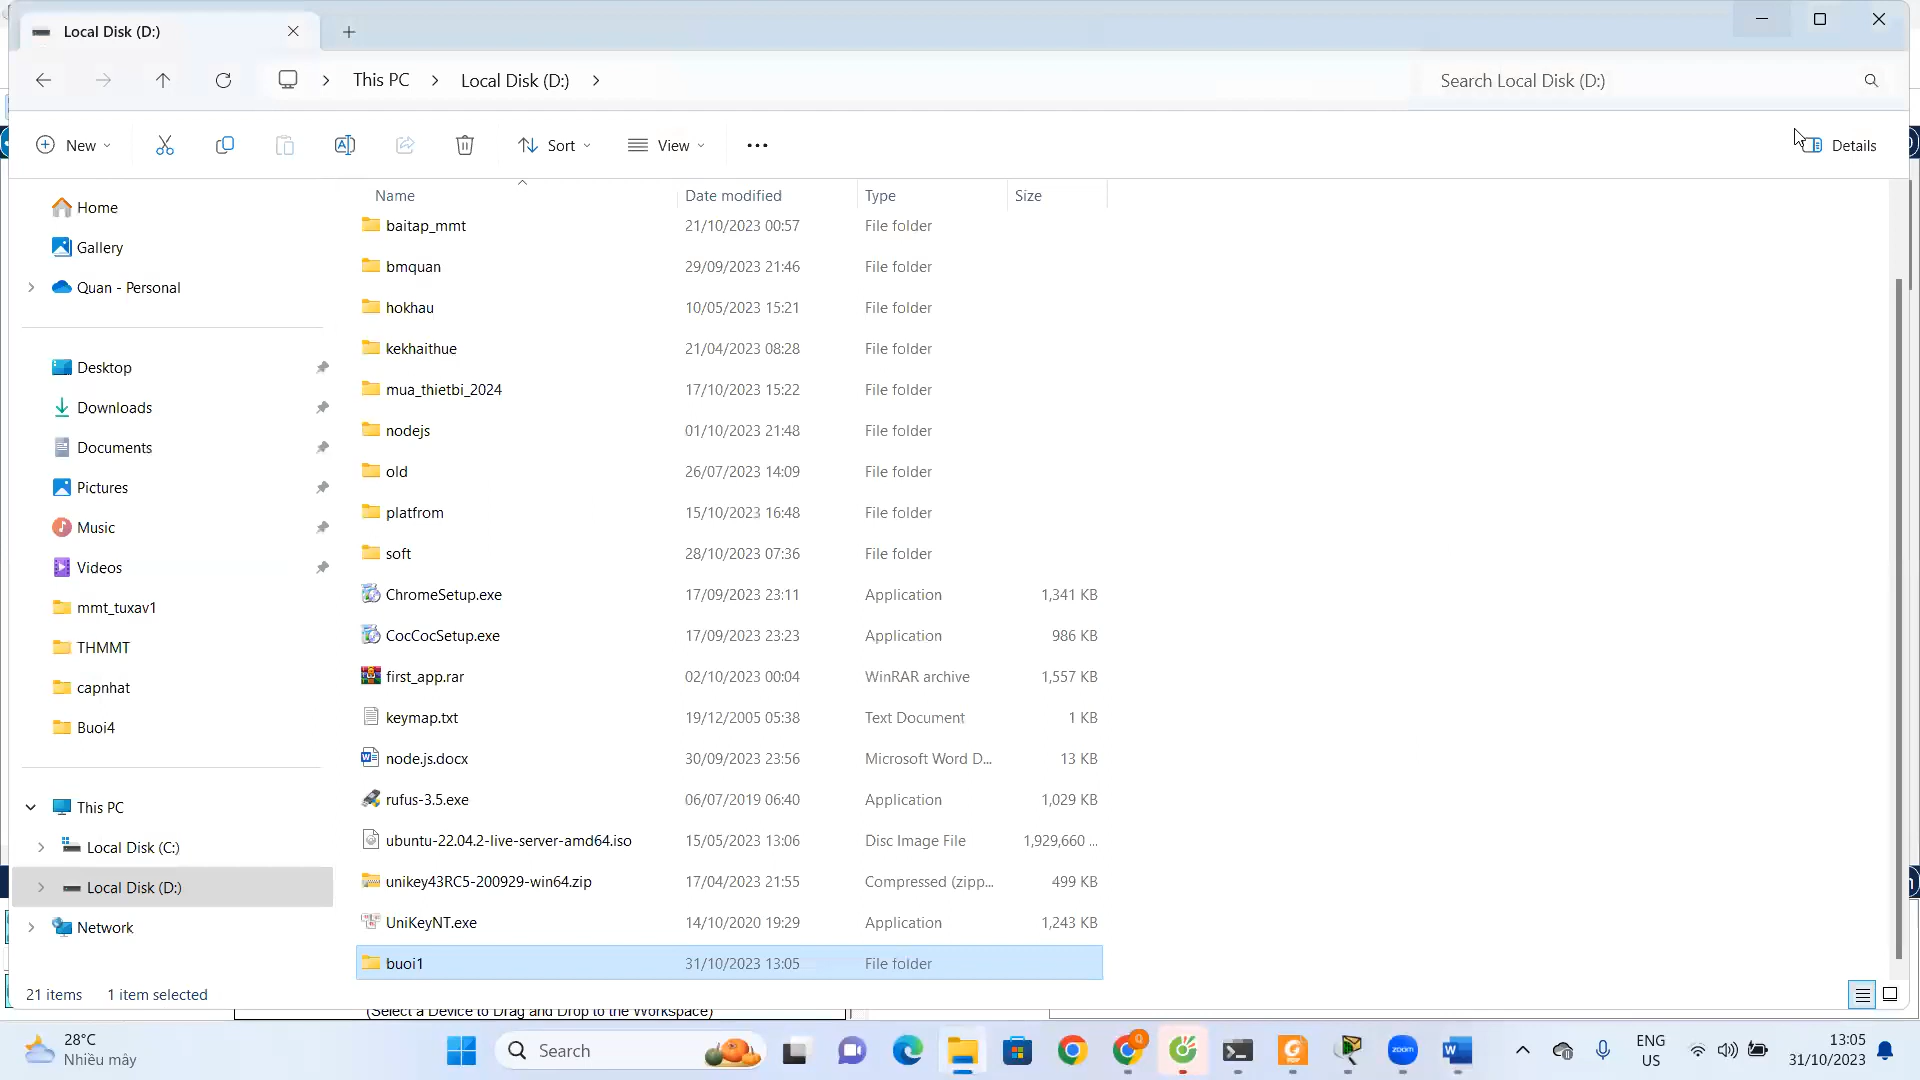 Local Disk (D:)
This PC
Local Disk (D:)
Search Local Disk (D:)
New
Sort
View
Details
Name
Date modified
Type
Size
Home
Gallery
Quan - Personal
Desktop
Downloads
Documents
Pictures
Music
Videos
mmt_tuxav1
THMMT
capnhat
Buoi4
This PC
Local Disk (C:)
Local Disk (D:)
Network
baitap_mmt 21/10/2023 00:57 File folder
bmquan 29/09/2023 21:46 File folder
hokhau 10/05/2023 15:21 File folder
kekhaithue 21/04/2023 08:28 File folder
mua_thietbi_2024 17/10/2023 15:22 File folder
nodejs 01/10/2023 21:48 File folder
old 26/07/2023 14:09 File folder
platfrom 15/10/2023 16:48 File folder
soft 28/10/2023 07:36 File folder
ChromeSetup.exe 17/09/2023 23:11 Application 1,341 KB
CocCocSetup.exe 17/09/2023 23:23 Application 986 KB
first_app.rar 02/10/2023 00:04 WinRAR archive 1,557 KB
keymap.txt 19/12/2005 05:38 Text Document 1 KB
node.js.docx 30/09/2023 23:56 Microsoft Word D... 13 KB
rufus-3.5.exe 06/07/2019 06:40 Application 1,029 KB
ubuntu-22.04.2-live-server-amd64.iso 15/05/2023 13:06 Disc Image File 1,929,660 ...
unikey43RC5-200929-win64.zip 17/04/2023 21:55 Compressed (zipp... 499 KB
UniKeyNT.exe 14/10/2020 19:29 Application 1,243 KB
buoi1 31/10/2023 13:05 File folder
21 items 1 item selected
(Select a Device to Drag and Drop to the Workspace)
28°C
Nhiều mây
Search
zoom
ENG
US
13:05
31/10/2023